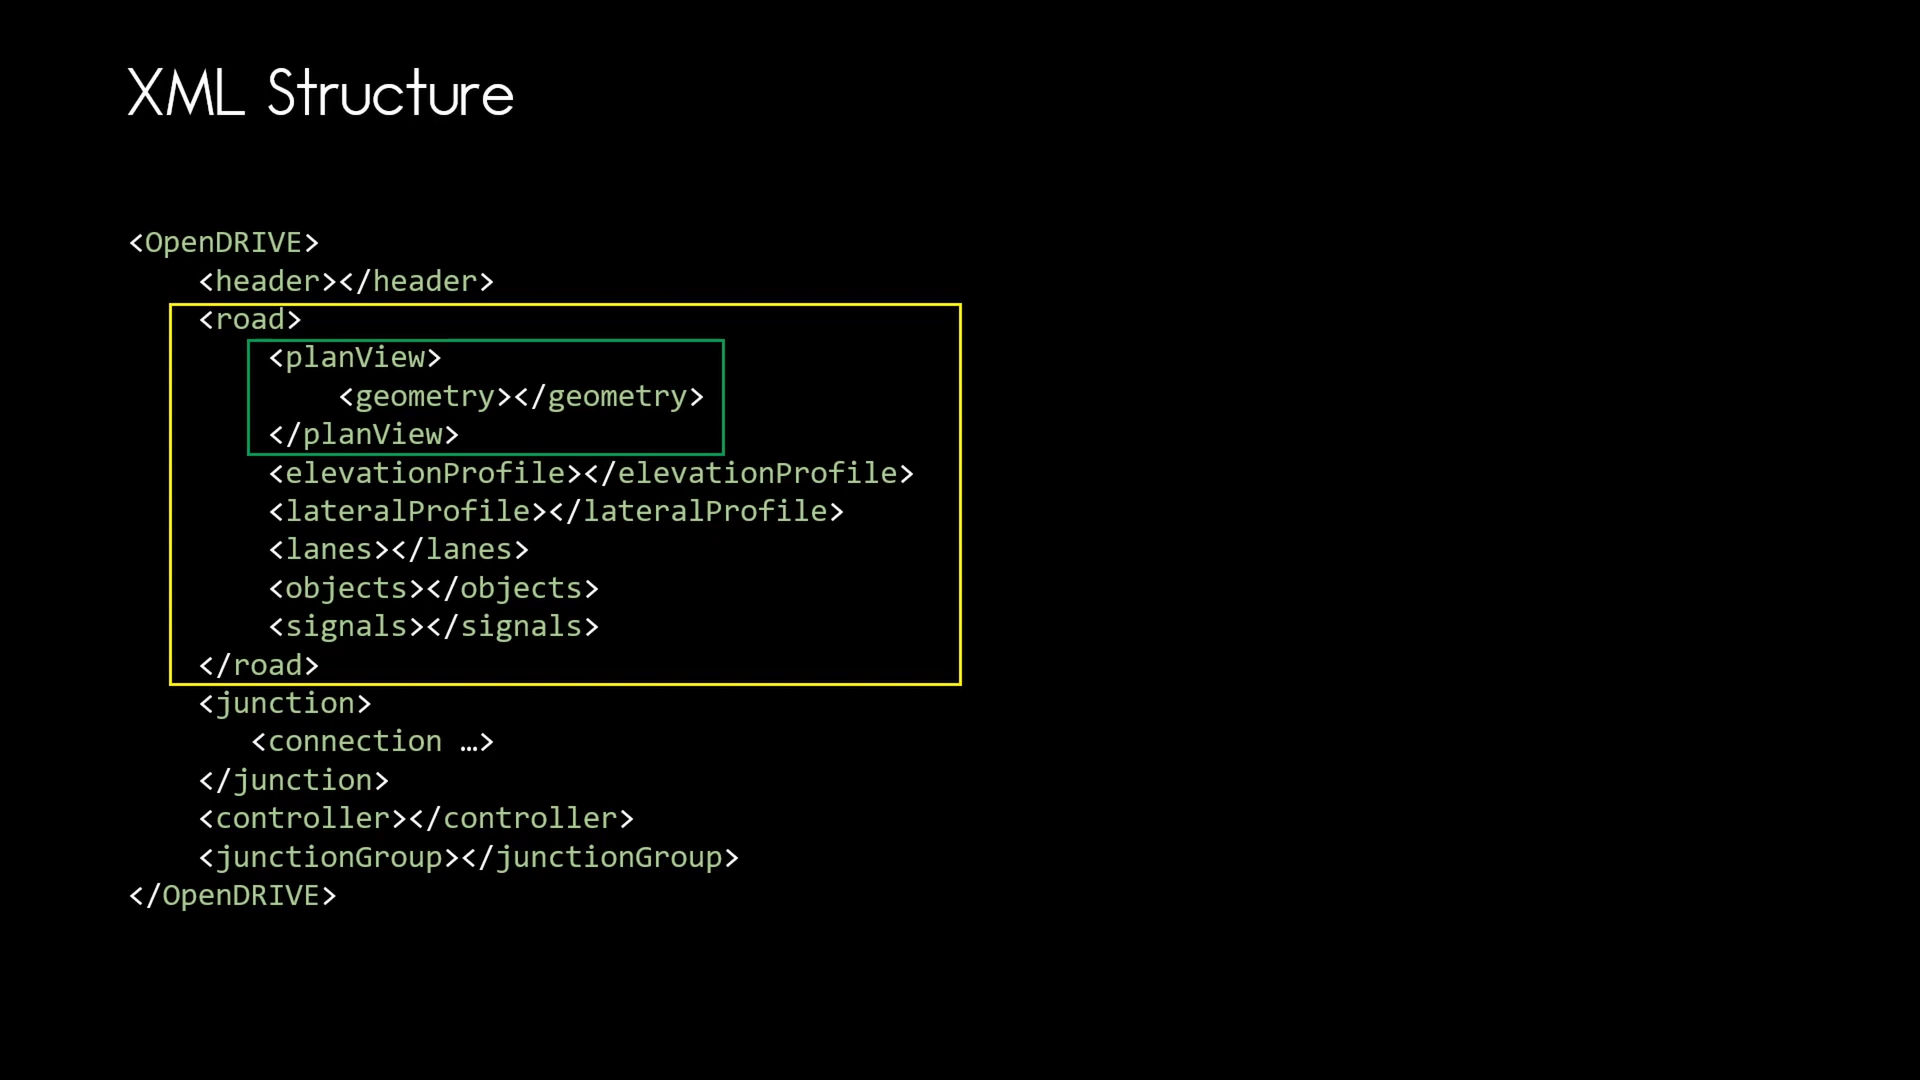 XML Structure
<OpenDRIVE>
<header></header>
<road>
<planView>
<geometry></geometry>
</planView>
<elevationProfile></elevationProfile>
<lateralProfile></lateralProfile>
<lanes></lanes>
<objects></objects>
<signals></signals>
</road>
<junction>
<connection …>
</junction>
<controller></controller>
<junctionGroup></junctionGroup>
</OpenDRIVE>